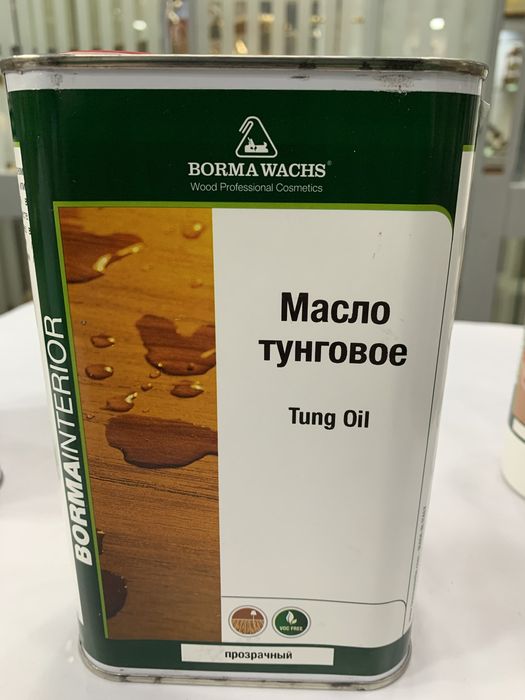 BORMA WACHS®
Wood Professional Cosmetics
Масло
тунговое
Tung Oil
BORMAINTERIOR
VOC FREE
прозрачный